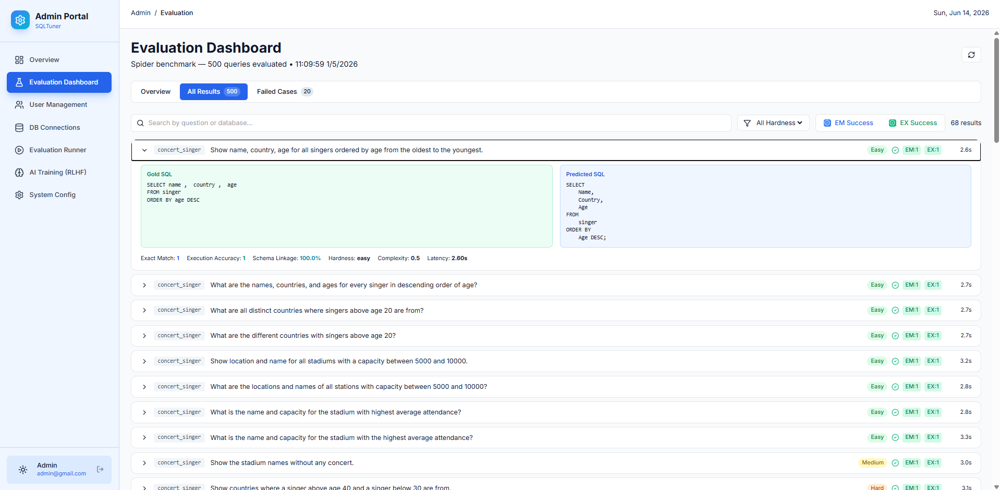 Admin Portal
SQLTuner
Overview
Evaluation Dashboard
User Management
DB Connections
Evaluation Runner
AI Training (RLHF)
System Config
Admin
admin@gmail.com
Admin / Evaluation
Sun, Jun 14, 2026
Evaluation Dashboard
Spider benchmark — 500 queries evaluated • 11:09:59 1/5/2026
Overview All Results 500 Failed Cases 20
Search by question or database... All Hardness EM Success EX Success 68 results
concert_singer Show name, country, age for all singers ordered by age from the oldest to the youngest. Easy EM:1 EX:1 2.6s
Gold SQL
SELECT name , country , age
FROM singer
ORDER BY age DESC
Predicted SQL
SELECT
Name,
Country,
Age
FROM
singer
ORDER BY
Age DESC;
Exact Match: 1 Execution Accuracy: 1 Schema Linkage: 100.0% Hardness: easy Complexity: 0.5 Latency: 2.60s
concert_singer What are the names, countries, and ages for every singer in descending order of age? Easy EM:1 EX:1 2.7s
concert_singer What are all distinct countries where singers above age 20 are from? Easy EM:1 EX:1 2.7s
concert_singer What are the different countries with singers above age 20? Easy EM:1 EX:1 2.7s
concert_singer Show location and name for all stadiums with a capacity between 5000 and 10000. Easy EM:1 EX:1 3.2s
concert_singer What are the locations and names of all stations with capacity between 5000 and 10000? Easy EM:1 EX:1 2.8s
concert_singer What is the name and capacity for the stadium with highest average attendance? Easy EM:1 EX:1 2.8s
concert_singer What is the name and capacity for the stadium with the highest average attendance? Easy EM:1 EX:1 3.3s
concert_singer Show the stadium names without any concert. Medium EM:1 EX:1 3.0s
concert_singer Show countries where a singer above age 40 and a singer below 30 are from. Hard EM:1 EX:1 3.1s